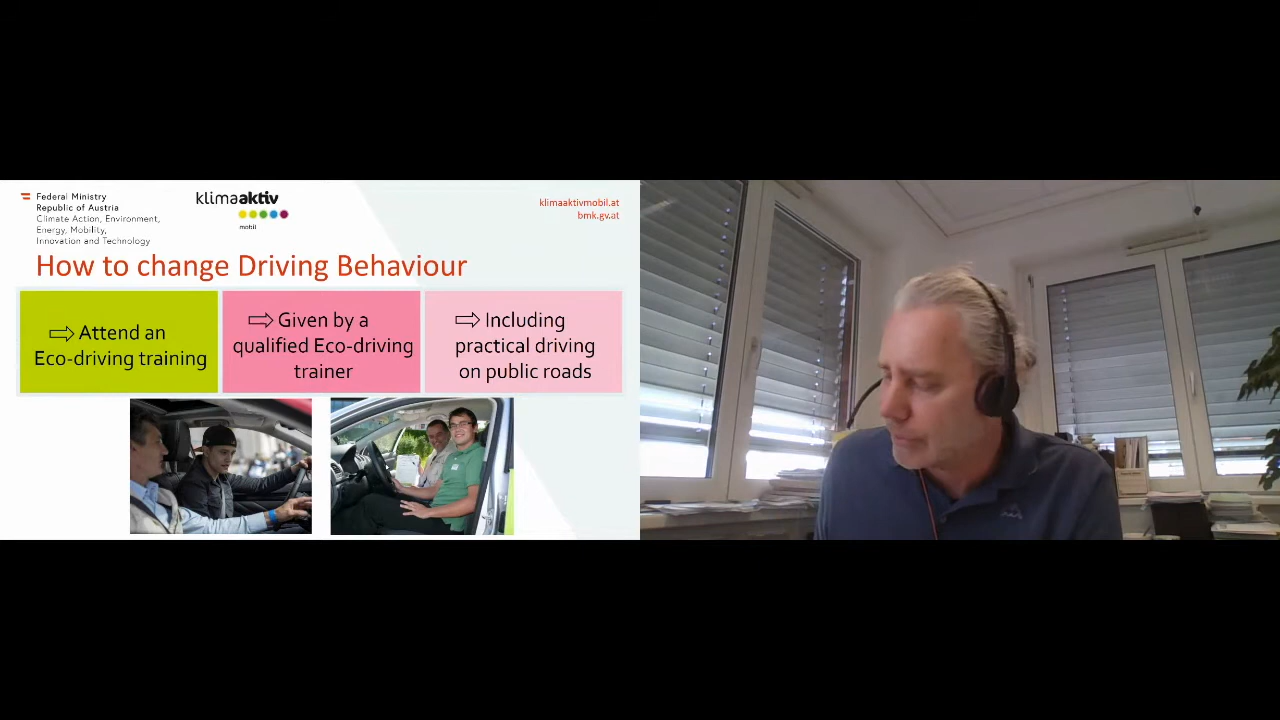 Federal Ministry
Republic of Austria
Climate Action, Environment,
Energy, Mobility,
Innovation and Technology
klimaaktiv
mobil
klimaaktivmobil.at
bmk.gv.at
How to change Driving Behaviour
Attend an
Eco-driving training
Given by a
qualified Eco-driving
trainer
Including
practical driving
on public roads